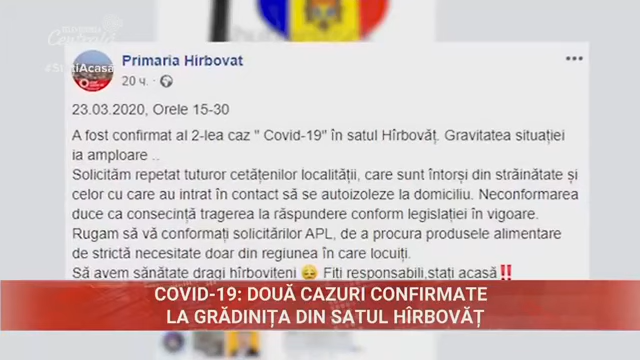 Centrală
#StațiAcasă
Primaria Hirbovat
20 ч.
23.03.2020, Orele 15-30
A fost confirmat al 2-lea caz " Covid-19" în satul Hîrbovăț. Gravitatea situației
ia amploare ..
Solicităm repetat tuturor cetățenilor localității, care sunt întorși din străinătate și
celor cu care au intrat în contact să se autoizoleze la domiciliu. Neconformarea
duce ca consecință tragerea la răspundere conform legislației în vigoare.
Rugam să vă conformați solicitărilor APL, de a procura produsele alimentare
de strictă necesitate doar din regiunea în care locuiți.
Să avem sănătate dragi hîrboviteni 😔 Fiți responsabili,stați acasă‼️
COVID-19: DOUĂ CAZURI CONFIRMATE
LA GRĂDINIȚA DIN SATUL HÎRBOVĂȚ